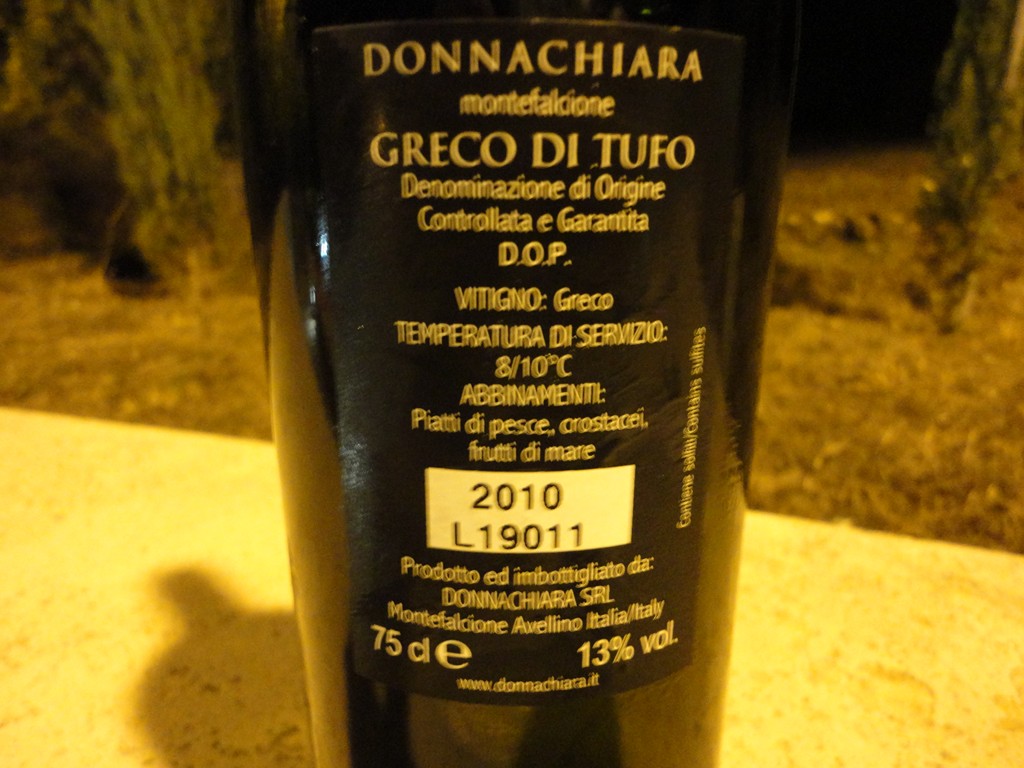 DONNACHIARA
montefalcione
GRECO DI TUFO
Denominazione di Origine
Controllata e Garantita
D.O.P.
VITIGNO: Greco
TEMPERATURA DI SERVIZIO:
8/10°C
ABBINAMENTI:
Piatti di pesce, crostacei,
frutti di mare
2010
L19011
Prodotto ed imbottigliato da:
DONNACHIARA SRL
Montefalcione Avellino Italia/Italy
75 cl e
13% vol.
www.donnachiara.it
Contiene solfiti/Contains sulfites